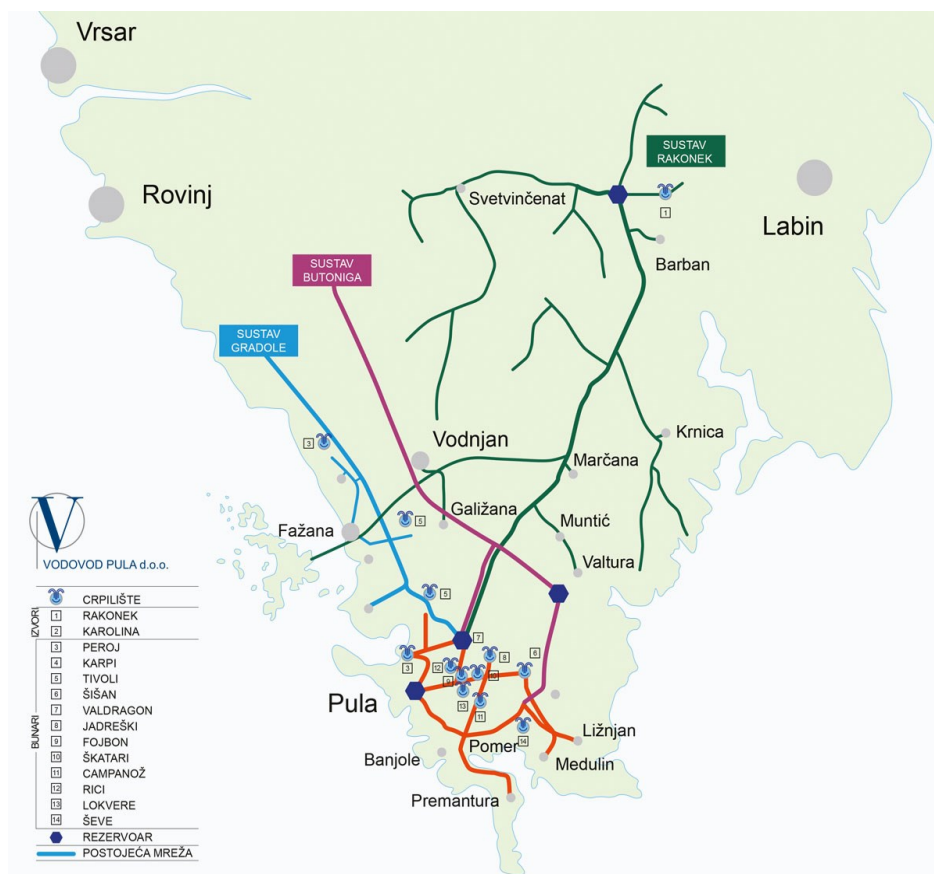 Vrsar
SUSTAV
RAKONEK
Rovinj
Svetvinčenat
1
Labin
Barban
SUSTAV
BUTONIGA
SUSTAV
GRADOLE
Vodnjan
Krnica
3
Marčana
Galižana
Muntić
Fažana
5
Valtura
5
7
3
12
8
6
9
10
Pula
13
11
14
Ližnjan
Pomer
Banjole
Medulin
Premantura
V
VODOVOD PULA d.o.o.
CRPILIŠTE
IZVORI
1 RAKONEK
2 KAROLINA
BUNARI
3 PEROJ
4 KARPI
5 TIVOLI
6 ŠIŠAN
7 VALDRAGON
8 JADREŠKI
9 FOJBON
10 ŠKATARI
11 CAMPANOŽ
12 RICI
13 LOKVERE
14 ŠEVE
REZERVOAR
POSTOJEĆA MREŽA